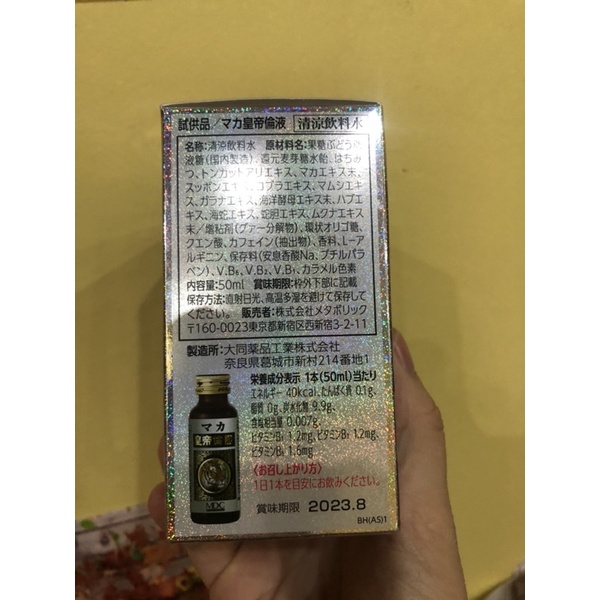 試供品/マカ皇帝倫液 清涼飲料水
名称:清涼飲料水 原材料名:果糖ぶどう糖
液糖(国内製造)、還元麦芽糖水飴、はちみ
つ、トンカットアリエキス、マカエキス末、
スッポンエキス、コブラエキス、マムシエキ
ス、ガラナエキス、海洋酵母エキス末、ハブエ
キス、海蛇エキス、蛇胆エキス、ムクナエキス
末/増粘剤(グァー分解物)、環状オリゴ糖、
クエン酸、カフェイン(抽出物)、香料、L-ア
ルギニン、保存料(安息香酸Na、ブチルパラ
ベン)、V.B₆、V.B₂、V.B₁、カラメル色素
内容量:50ml 賞味期限:枠外下部に記載
保存方法:直射日光、高温多湿を避けて保存して
ください。 販売者:株式会社メタボリック
〒160-0023東京都新宿区西新宿3-2-11
製造所:大同薬品工業株式会社
奈良県葛城市新村214番地1
栄養成分表示 1本(50ml)当たり
エネルギー 40kcal、たんぱく質 0.1g、
脂質 0g、炭水化物 9.9g、
食塩相当量 0.007g、
ビタミンB₁ 1.2mg、ビタミンB₂ 1.2mg、
ビタミンB₆ 1.6mg
〈お召し上がり方〉
1日1本を目安にお飲みください。
賞味期限 2023.8
BH(A5)1
マカ
皇帝倫液
MDC